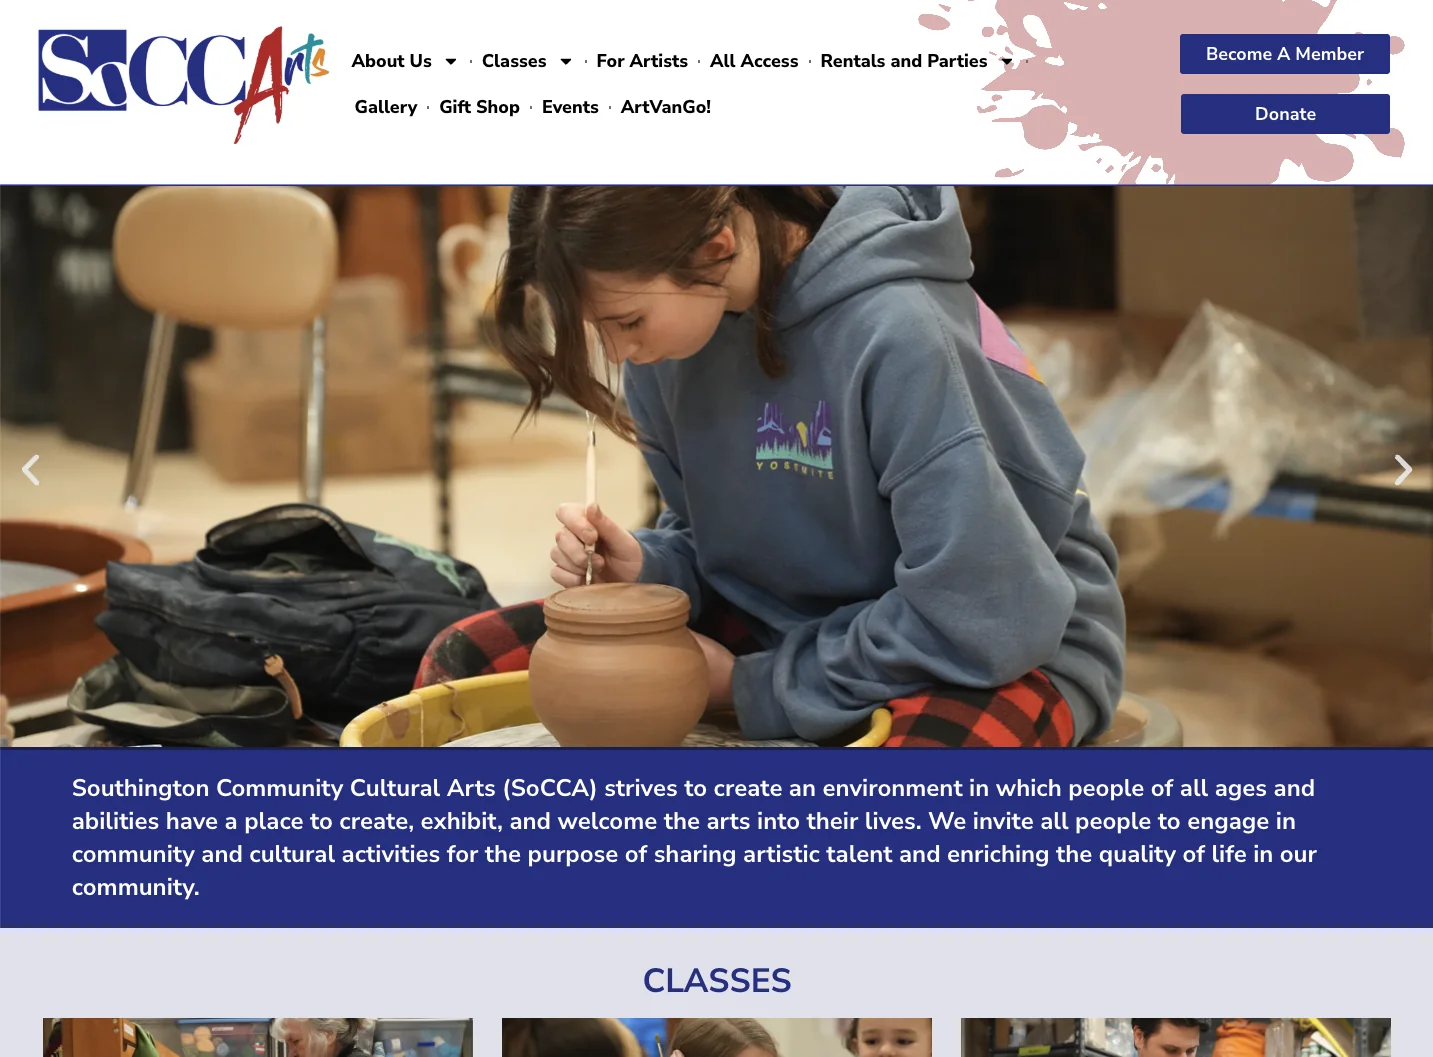 SoCCA Arts
About Us · Classes · For Artists · All Access · Rentals and Parties ·
Gallery · Gift Shop · Events · ArtVanGo!
Become A Member
Donate
YOSEMITE
Southington Community Cultural Arts (SoCCA) strives to create an environment in which people of all ages and
abilities have a place to create, exhibit, and welcome the arts into their lives. We invite all people to engage in
community and cultural activities for the purpose of sharing artistic talent and enriching the quality of life in our
community.
CLASSES